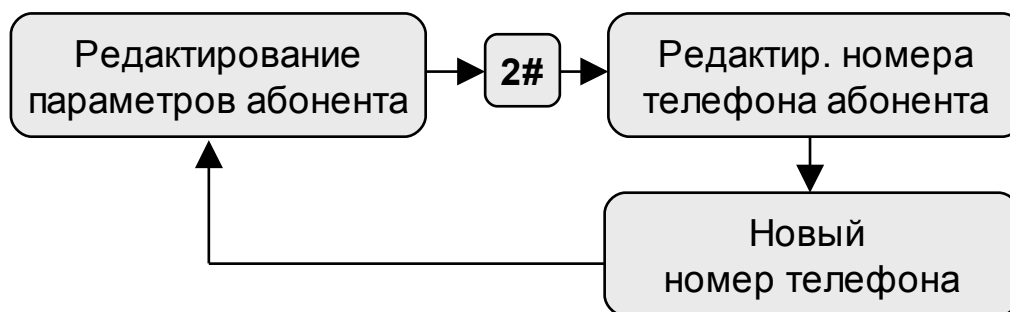 Редактирование
параметров абонента
2#
Редактир. номера
телефона абонента
Новый
номер телефона